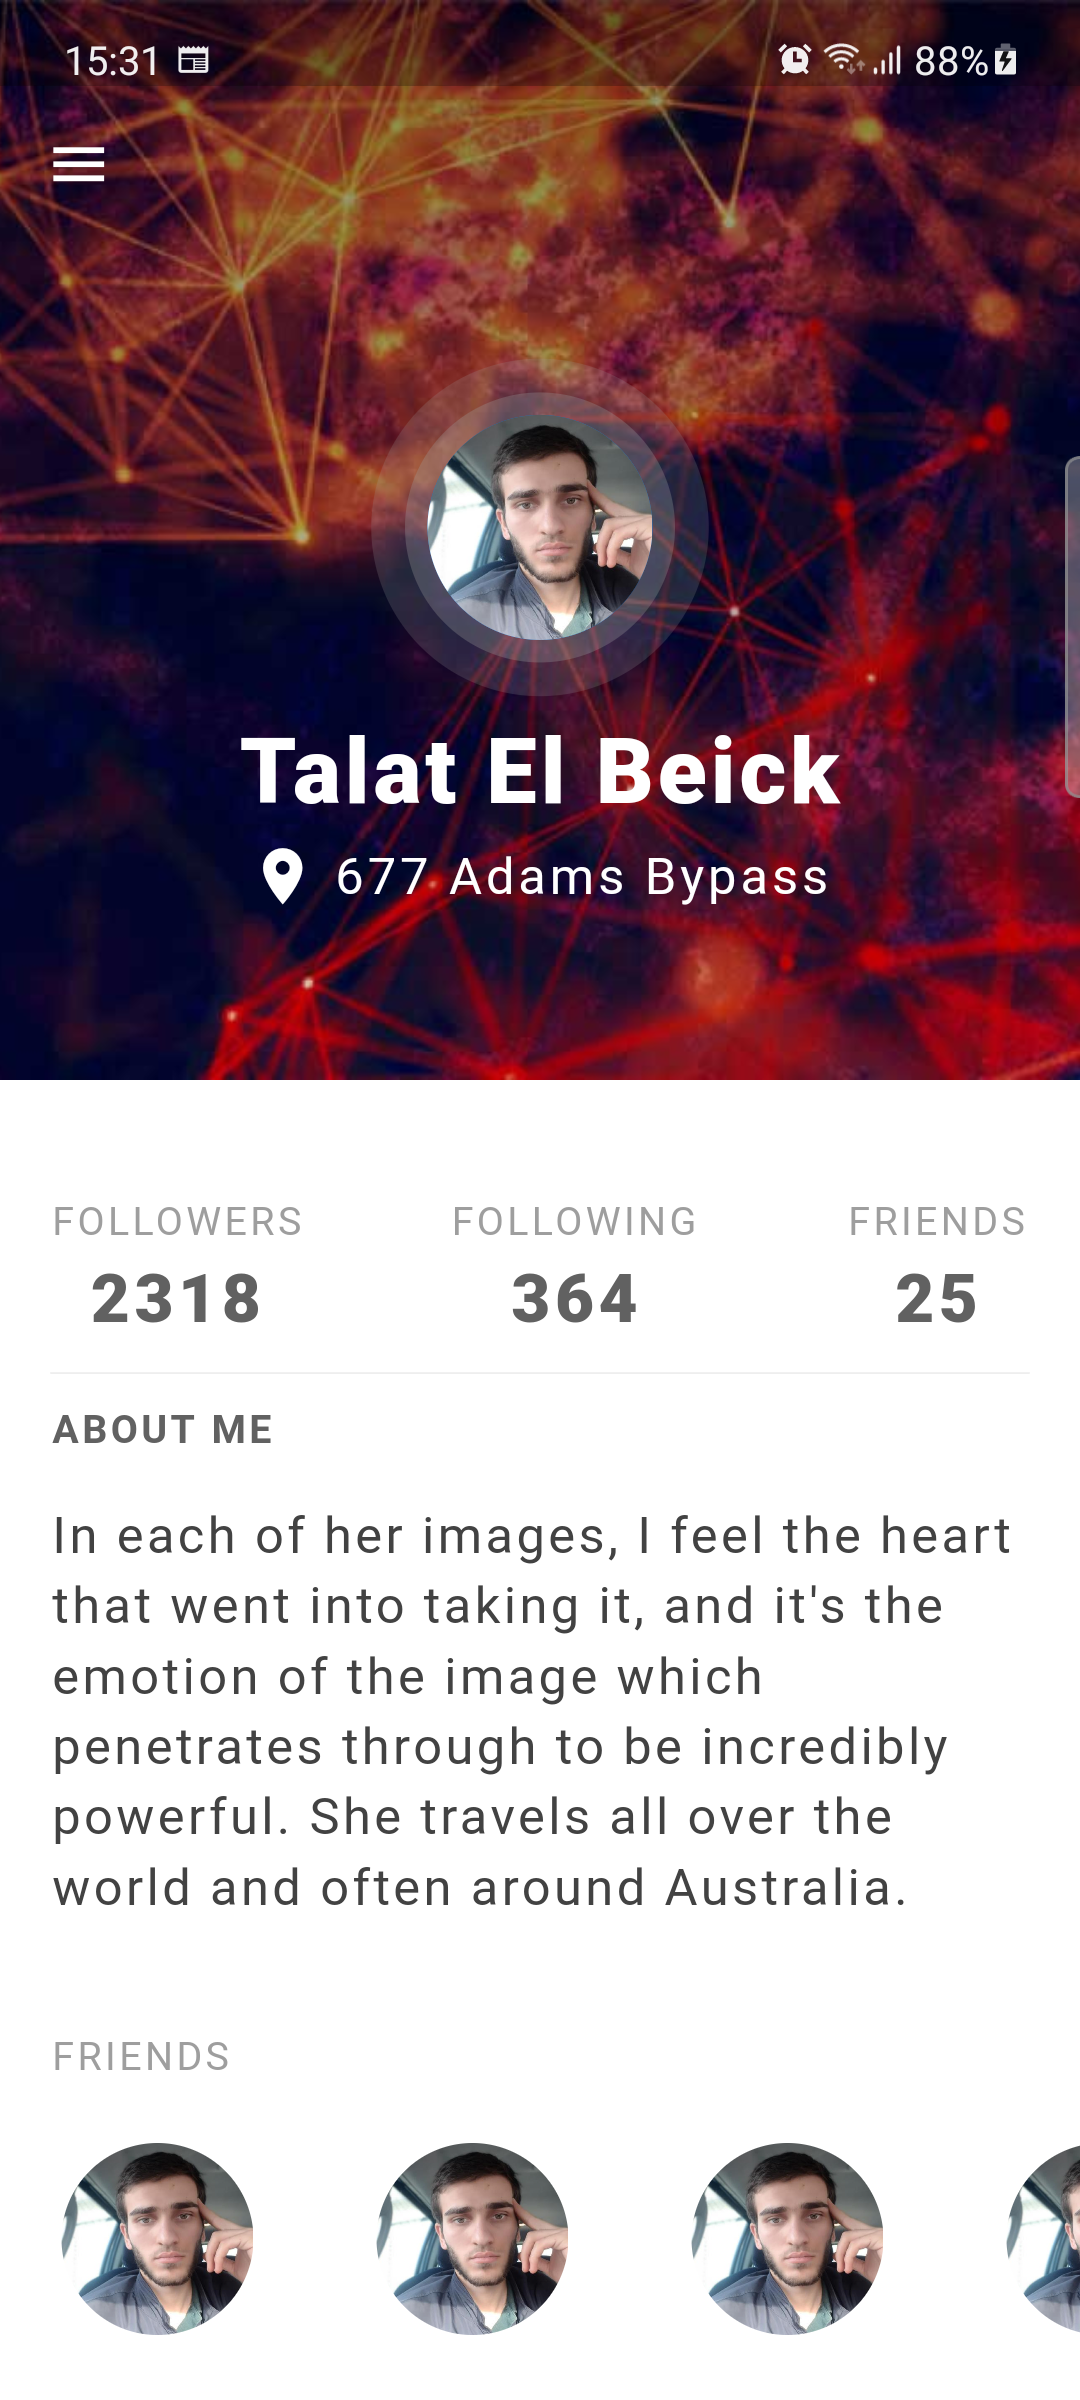 15:31 88%
Talat El Beick
677 Adams Bypass
FOLLOWERS FOLLOWING FRIENDS
2318 364 25
ABOUT ME
In each of her images, I feel the heart
that went into taking it, and it's the
emotion of the image which
penetrates through to be incredibly
powerful. She travels all over the
world and often around Australia.
FRIENDS